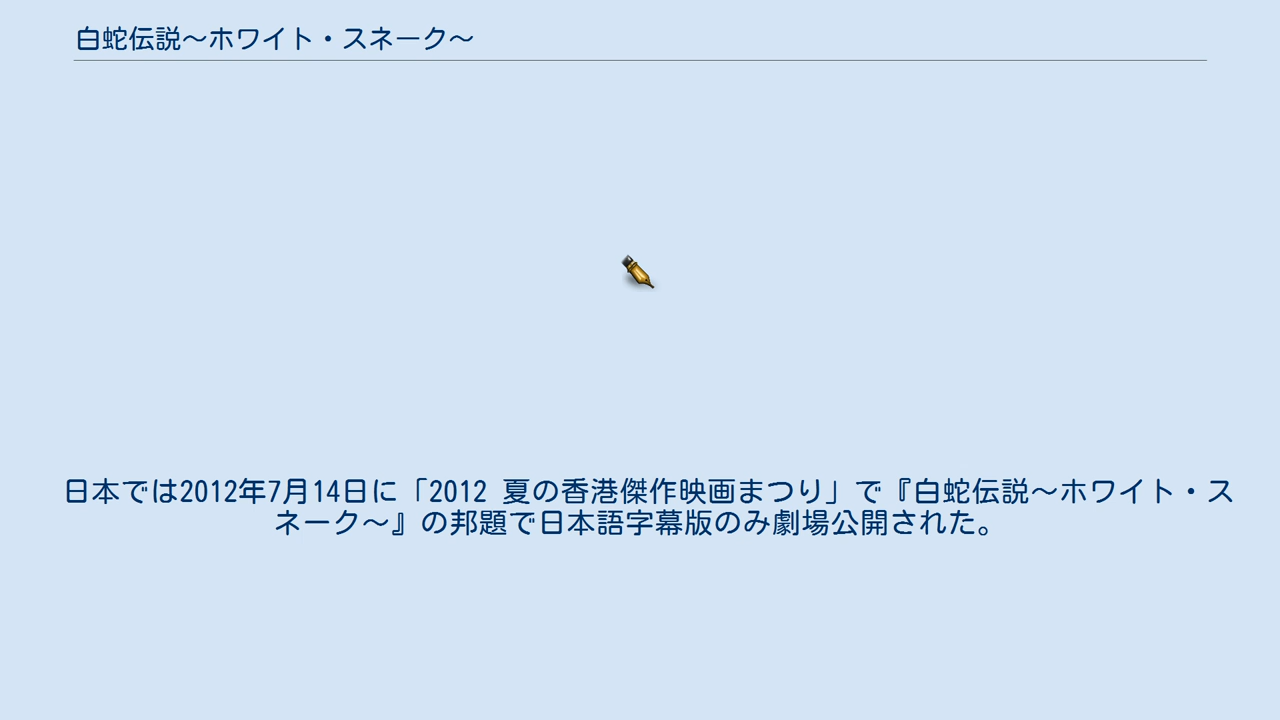 白蛇伝説～ホワイト・スネーク～
日本では2012年7月14日に「2012 夏の香港傑作映画まつり」で『白蛇伝説～ホワイト・ス
ネーク～』の邦題で日本語字幕版のみ劇場公開された。